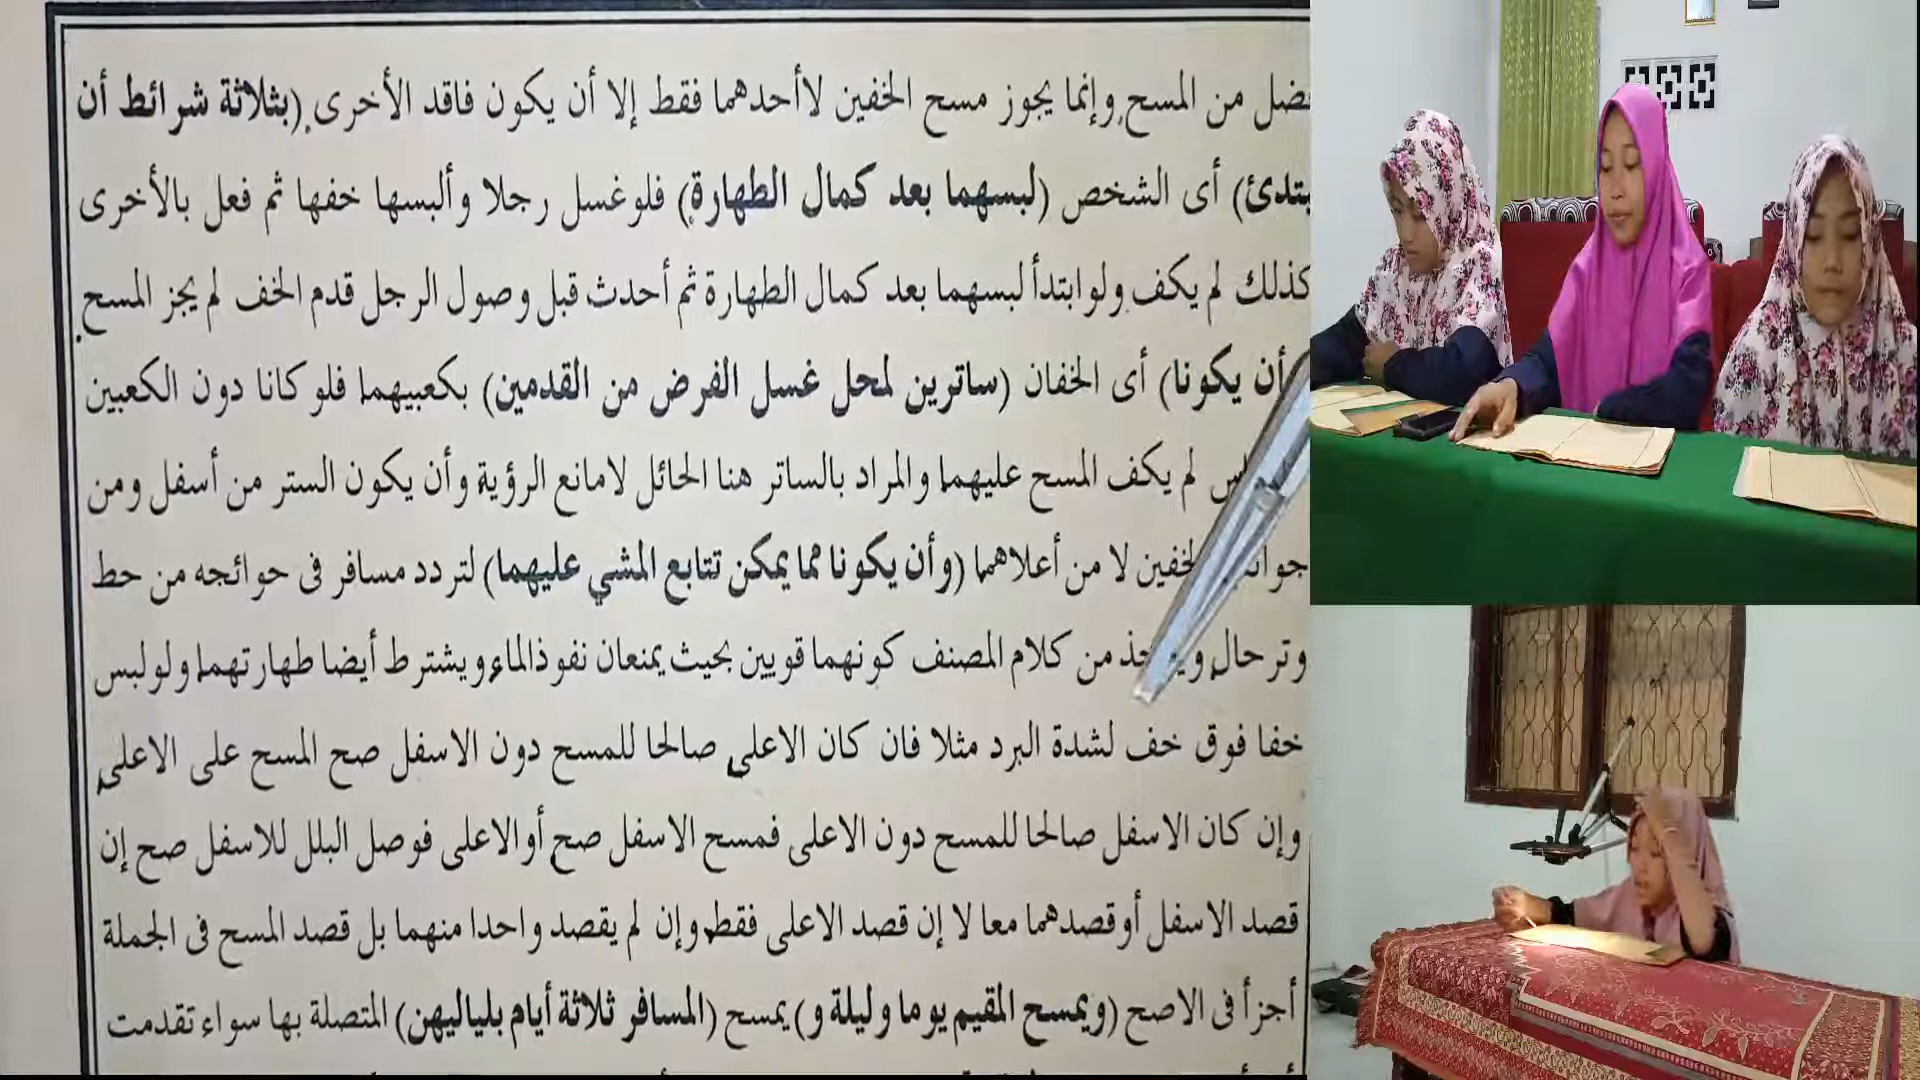 فضل من المسح وإنما يجوز مسح الخفين لا أحدهما فقط إلا أن يكون فاقد الأخرى (بثلاثة شرائط أن
يبتدئ) أى الشخص (لبسهما بعد كمال الطهارة) فلو غسل رجلا وألبسها خفها ثم فعل بالأخرى
كذلك لم يكف ولو ابتدأ لبسهما بعد كمال الطهارة ثم أحدث قبل وصول الرجل قدم الخف لم يجز المسح
أن يكونا) أى الخفان (ساترين لمحل غسل الفرض من القدمين) بكعبيهما فلو كانا دون الكعبين
لم يكف المسح عليهما والمراد بالساتر هنا الحائل لا مانع الرؤية وأن يكون الستر من أسفل ومن
الخفين لا من أعلاهما (وأن يكونا مما يمكن تتابع المشي عليهما) لتردد مسافر فى حوائجه من حط
وترحال من كلام المصنف كونهما قويين بحيث يمنعان نفوذ الماء ويشترط أيضا طهارتهما ولو لبس
خفا فوق خف لشدة البرد مثلا فان كان الاعلى صالحا للمسح دون الاسفل صح المسح على الاعلى
وإن كان الاسفل صالحا للمسح دون الاعلى فمسح الاسفل صح أو الاعلى فوصل البلل للاسفل صح إن
قصد الاسفل أو قصدهما معا لا إن قصد الاعلى فقط وإن لم يقصد واحدا منهما بل قصد المسح فى الجملة
أجزأ فى الاصح (ويمسح المقيم يوما وليلة و) يمسح (المسافر ثلاثة أيام بلياليهن) المتصلة بها سواء تقدمت